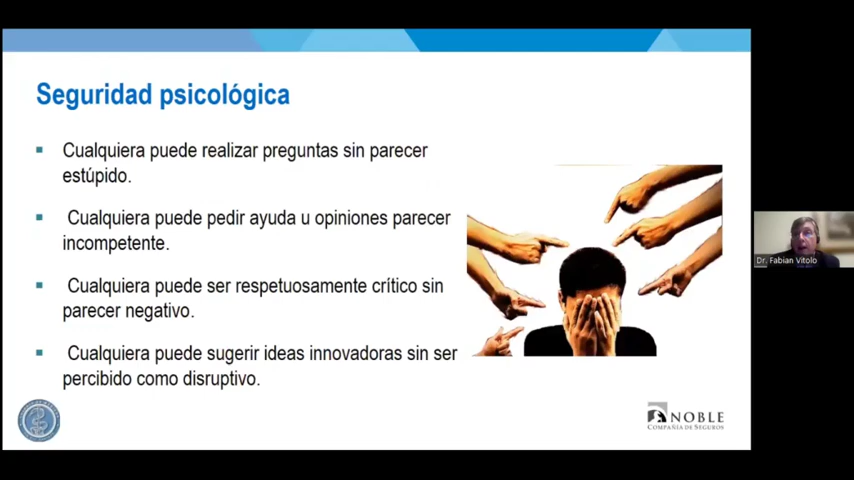 Seguridad psicológica
Cualquiera puede realizar preguntas sin parecer
estúpido.
Cualquiera puede pedir ayuda u opiniones parecer
incompetente.
Cualquiera puede ser respetuosamente crítico sin
parecer negativo.
Cualquiera puede sugerir ideas innovadoras sin ser
percibido como disruptivo.
Dr. Fabian Vitolo
NOBLE
COMPAÑÍA DE SEGUROS